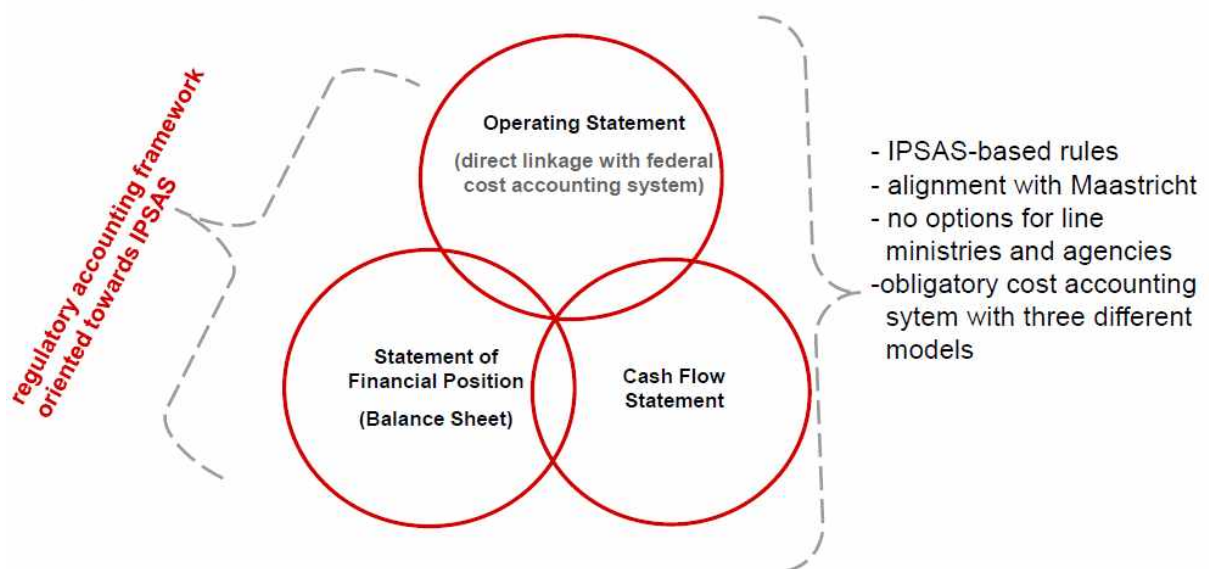 regulatory accounting framework
oriented towards IPSAS
Operating Statement
(direct linkage with federal
cost accounting system)
Statement of
Financial Position
(Balance Sheet)
Cash Flow
Statement
- IPSAS-based rules
- alignment with Maastricht
- no options for line
ministries and agencies
-obligatory cost accounting
sytem with three different
models